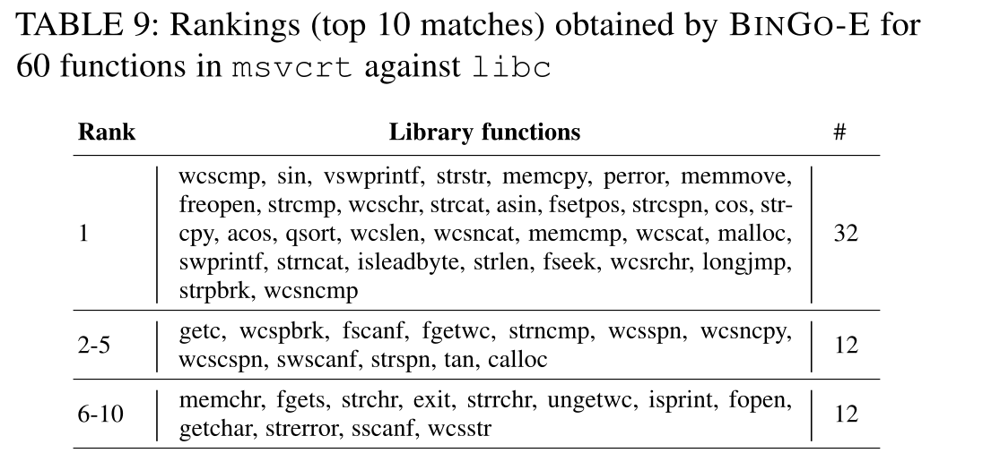 TABLE 9: Rankings (top 10 matches) obtained by BINGO-E for
60 functions in msvcrt against libc
Rank Library functions #
wcscmp, sin, vswprintf, strstr, memcpy, perror, memmove,
freopen, strcmp, wcschr, strcat, asin, fsetpos, strcspn, cos, str-
1 cpy, acos, qsort, wcslen, wcsncat, memcmp, wcscat, malloc, 32
swprintf, strncat, isleadbyte, strlen, fseek, wcsrchr, longjmp,
strpbrk, wcsncmp
2-5 getc, wcspbrk, fscanf, fgetwc, strncmp, wcsspn, wcsncpy, 12
wcscspn, swscanf, strspn, tan, calloc
6-10 memchr, fgets, strchr, exit, strrchr, ungetwc, isprint, fopen, 12
getchar, strerror, sscanf, wcsstr